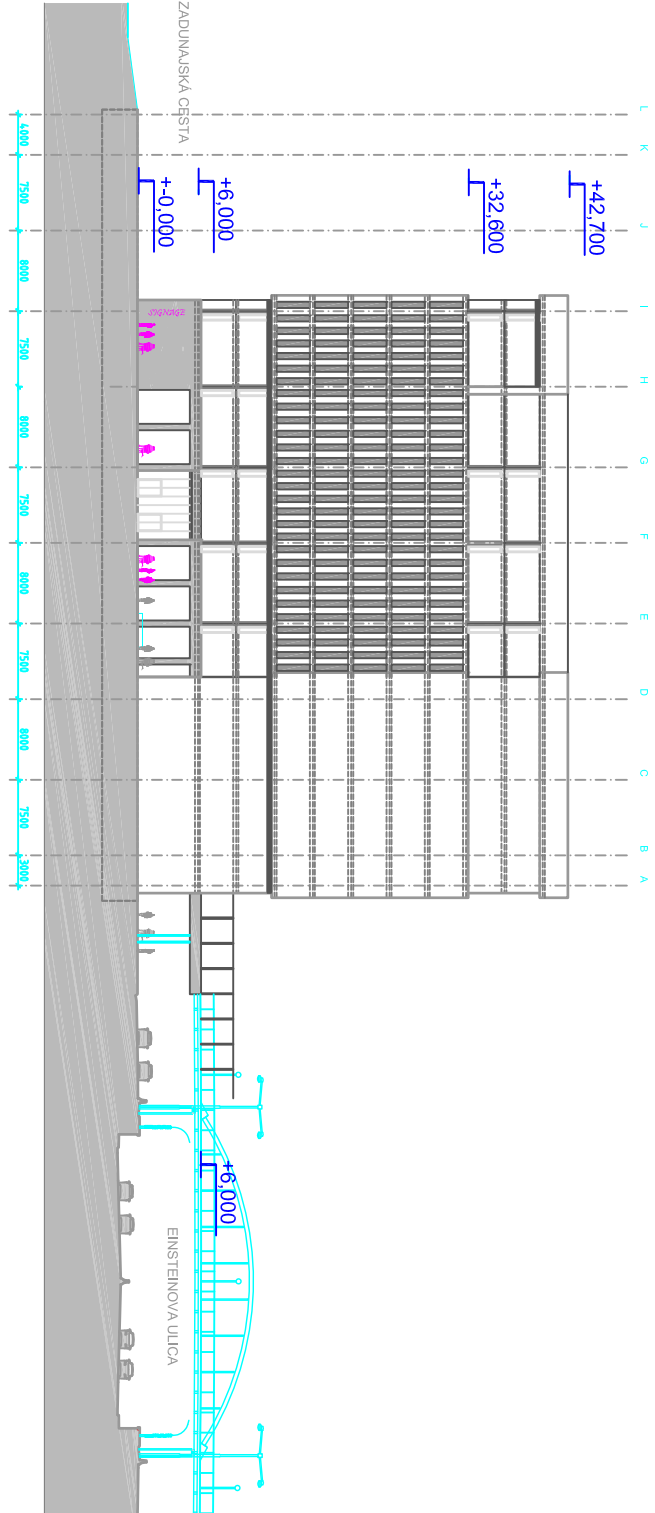 L K J I H G F E D C B A
+42,700
+32,600
+6,000
+-0,000
ZADUNAJSKÁ CESTA
SIGNAGE
+6,000
EINSTEINOVA ULICA
4000 7500 8000 7500 8000 7500 8000 7500 8000 7500 3000